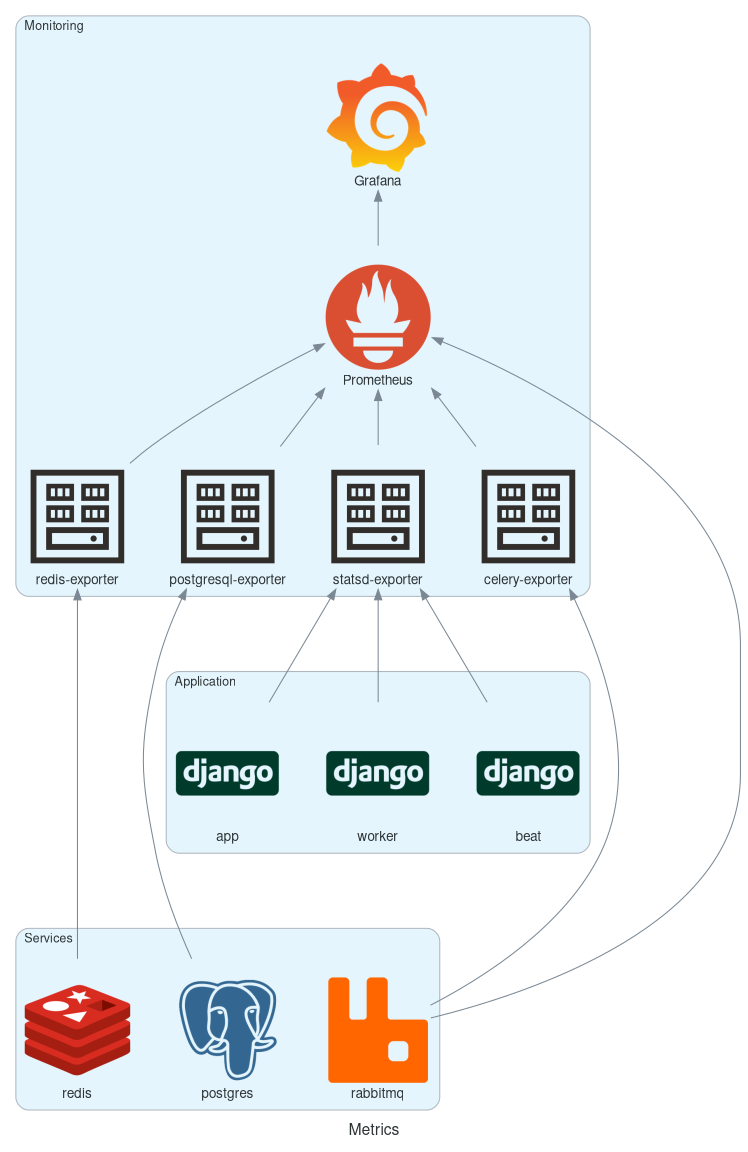 Monitoring
Grafana
Prometheus
redis-exporter
postgresql-exporter
statsd-exporter
celery-exporter
Application
django
django
django
app
worker
beat
Services
redis
postgres
rabbitmq
Metrics